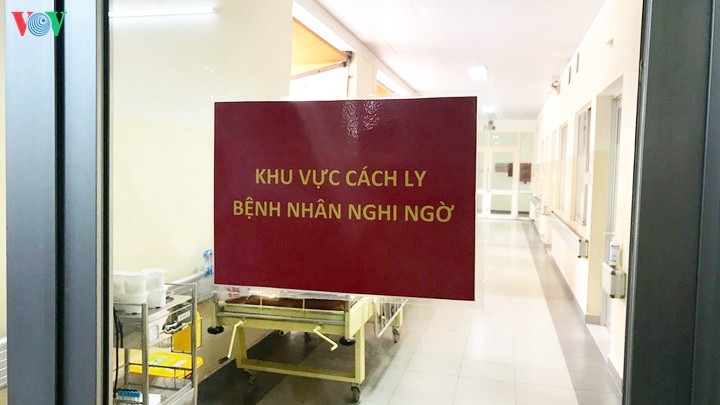 VOV
KHU VỰC CÁCH LY
BỆNH NHÂN NGHI NGỜ